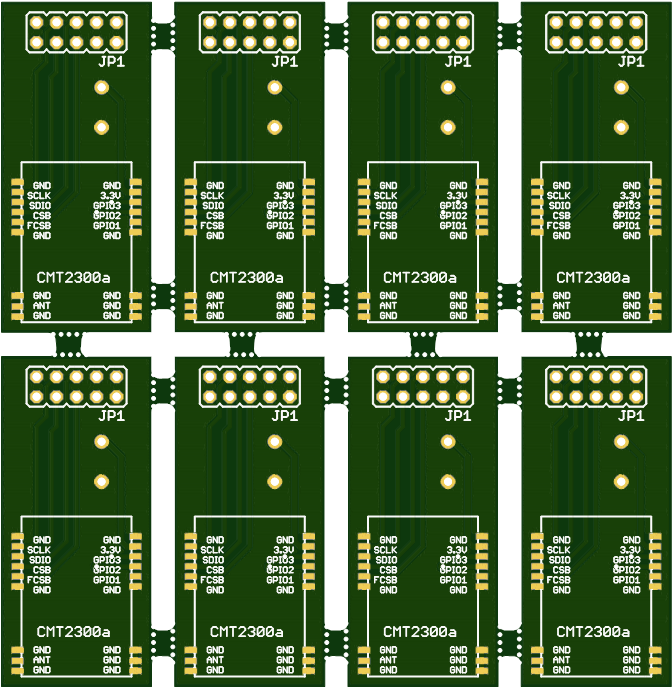 JP1
GND GND
SCLK 3.3V
SDIO GPIO3
CSB GPIO2
FCSB GPIO1
GND GND
CMT2300a
GND GND
ANT GND
GND GND
JP1
GND GND
SCLK 3.3V
SDIO GPIO3
CSB GPIO2
FCSB GPIO1
GND GND
CMT2300a
GND GND
ANT GND
GND GND
JP1
GND GND
SCLK 3.3V
SDIO GPIO3
CSB GPIO2
FCSB GPIO1
GND GND
CMT2300a
GND GND
ANT GND
GND GND
JP1
GND GND
SCLK 3.3V
SDIO GPIO3
CSB GPIO2
FCSB GPIO1
GND GND
CMT2300a
GND GND
ANT GND
GND GND
JP1
GND GND
SCLK 3.3V
SDIO GPIO3
CSB GPIO2
FCSB GPIO1
GND GND
CMT2300a
GND GND
ANT GND
GND GND
JP1
GND GND
SCLK 3.3V
SDIO GPIO3
CSB GPIO2
FCSB GPIO1
GND GND
CMT2300a
GND GND
ANT GND
GND GND
JP1
GND GND
SCLK 3.3V
SDIO GPIO3
CSB GPIO2
FCSB GPIO1
GND GND
CMT2300a
GND GND
ANT GND
GND GND
JP1
GND GND
SCLK 3.3V
SDIO GPIO3
CSB GPIO2
FCSB GPIO1
GND GND
CMT2300a
GND GND
ANT GND
GND GND